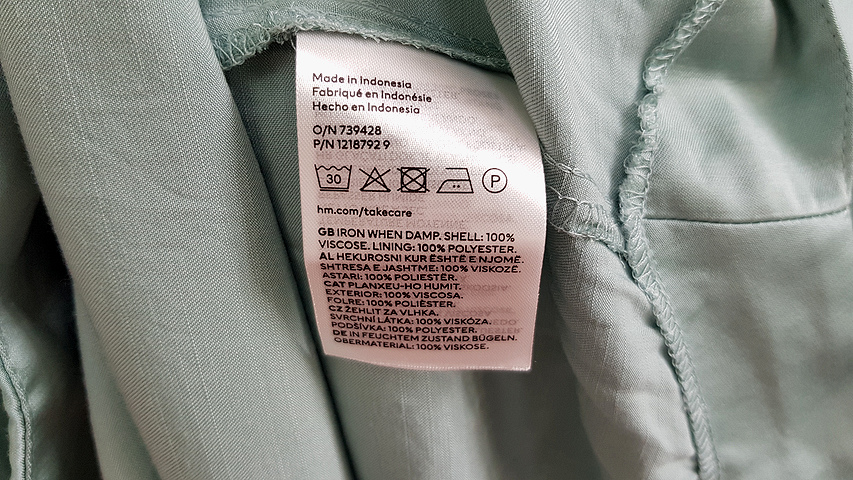 Made in Indonesia
Fabriqué en Indonésie
Hecho en Indonesia
O/N 739428
P/N 1218792 9
30
P
hm.com/takecare
GB IRON WHEN DAMP. SHELL: 100%
VISCOSE. LINING: 100% POLYESTER.
AL HEKUROSNI KUR ËSHTË E NJOMË.
SHTRESA E JASHTME: 100% VISKOZË.
ASTARI: 100% POLIESTËR.
CAT PLANXEU-HO HUMIT.
EXTERIOR: 100% VISCOSA.
FOLRE: 100% POLIÈSTER.
CZ ŽEHLIT ZA VLHKA.
SVRCHNÍ LÁTKA: 100% VISKÓZA.
PODŠÍVKA: 100% POLYESTER.
DE IN FEUCHTEM ZUSTAND BÜGELN.
OBERMATERIAL: 100% VISKOSE.